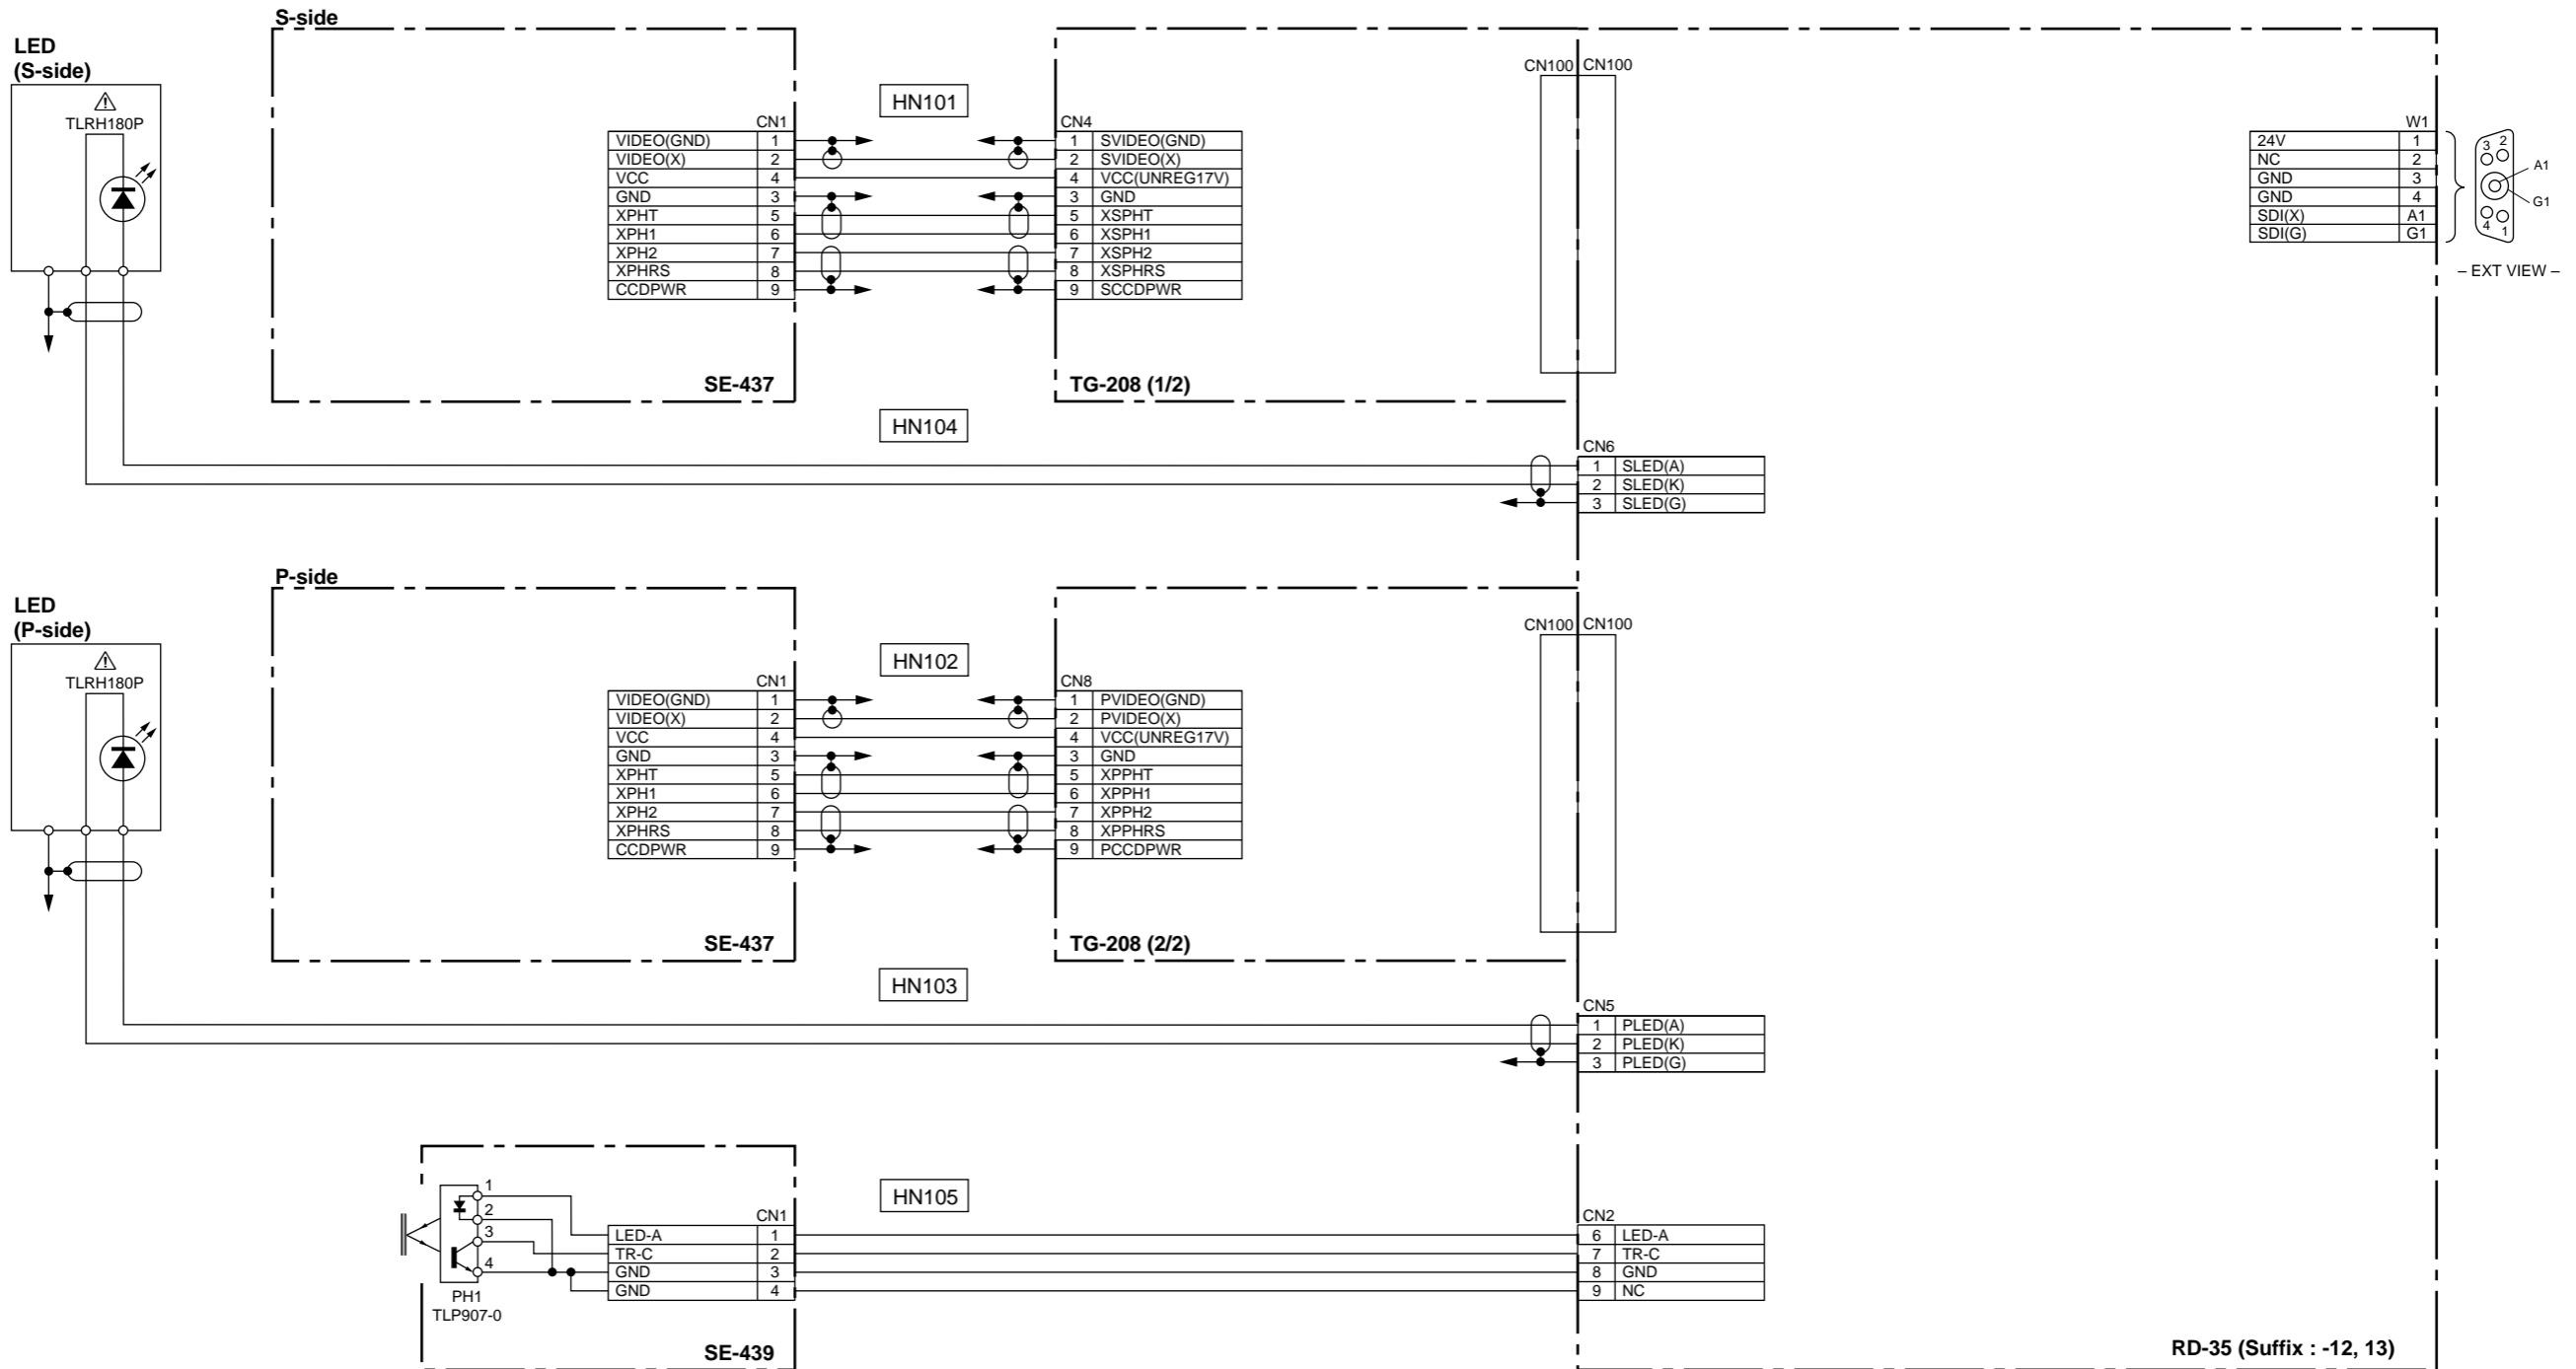 S-side
LED
(S-side)
⚠
TLRH180P
HN101
CN1
VIDEO(GND) 1
VIDEO(X) 2
VCC 4
GND 3
XPHT 5
XPH1 6
XPH2 7
XPHRS 8
CCDPWR 9
SE-437
CN4
1 SVIDEO(GND)
2 SVIDEO(X)
4 VCC(UNREG17V)
3 GND
5 XSPHT
6 XSPH1
7 XSPH2
8 XSPHRS
9 SCCDPWR
TG-208 (1/2)
CN100 CN100
W1
24V 1
NC 2
GND 3
GND 4
SDI(X) A1
SDI(G) G1
3 2
A1
G1
4 1
– EXT VIEW –
HN104
CN6
1 SLED(A)
2 SLED(K)
3 SLED(G)
P-side
LED
(P-side)
⚠
TLRH180P
HN102
CN1
VIDEO(GND) 1
VIDEO(X) 2
VCC 4
GND 3
XPHT 5
XPH1 6
XPH2 7
XPHRS 8
CCDPWR 9
SE-437
CN8
1 PVIDEO(GND)
2 PVIDEO(X)
4 VCC(UNREG17V)
3 GND
5 XPPHT
6 XPPH1
7 XPPH2
8 XPPHRS
9 PCCDPWR
TG-208 (2/2)
CN100 CN100
HN103
CN5
1 PLED(A)
2 PLED(K)
3 PLED(G)
HN105
1
2
3
4
PH1
TLP907-0
CN1
LED-A 1
TR-C 2
GND 3
GND 4
SE-439
CN2
6 LED-A
7 TR-C
8 GND
9 NC
RD-35 (Suffix : -12, 13)